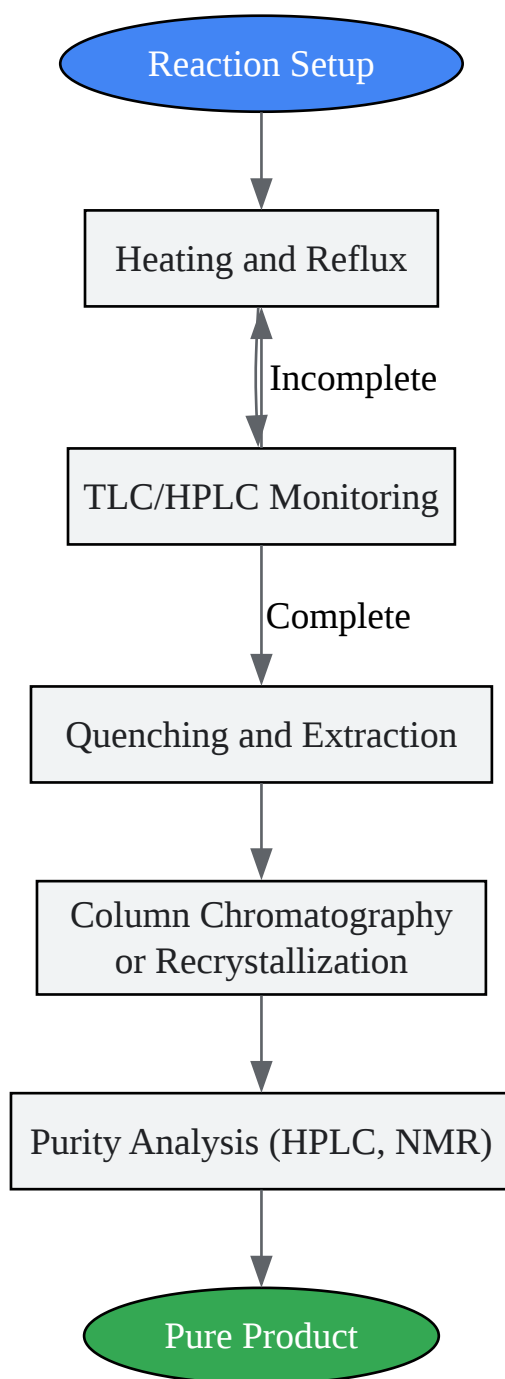 Reaction Setup
Heating and Reflux
Incomplete
TLC/HPLC Monitoring
Complete
Quenching and Extraction
Column Chromatography
or Recrystallization
Purity Analysis (HPLC, NMR)
Pure Product